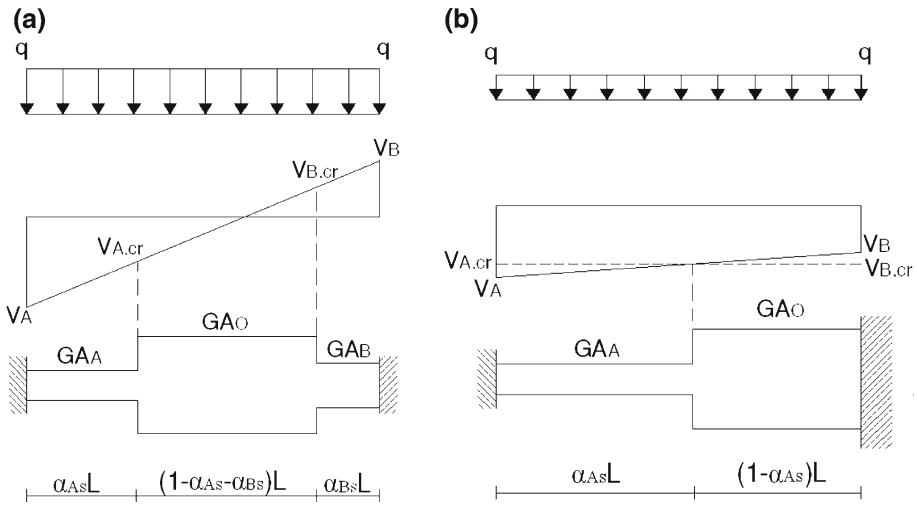 (a)
q q
VB
VB.cr
VA.cr
VA
GAO
GAA GAB
αAsL (1-αAs-αBs)L αBsL
(b)
q q
VA.cr VB
VA VB.cr
GAO
GAA
αAsL (1-αAs)L